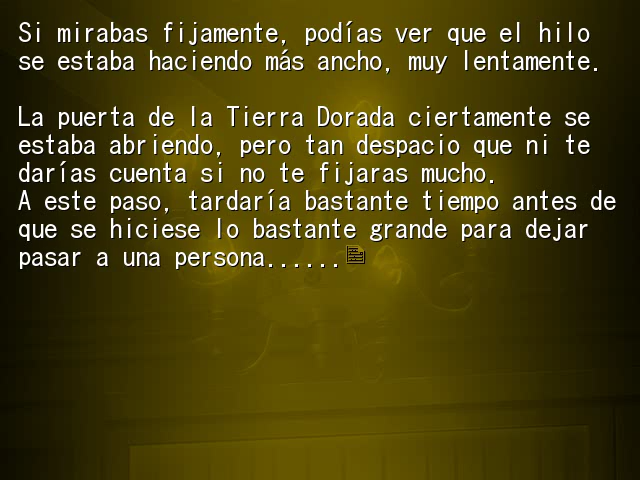 Si mirabas fijamente, podías ver que el hilo
se estaba haciendo más ancho, muy lentamente.
La puerta de la Tierra Dorada ciertamente se
estaba abriendo, pero tan despacio que ni te
darías cuenta si no te fijaras mucho.
A este paso, tardaría bastante tiempo antes de
que se hiciese lo bastante grande para dejar
pasar a una persona......